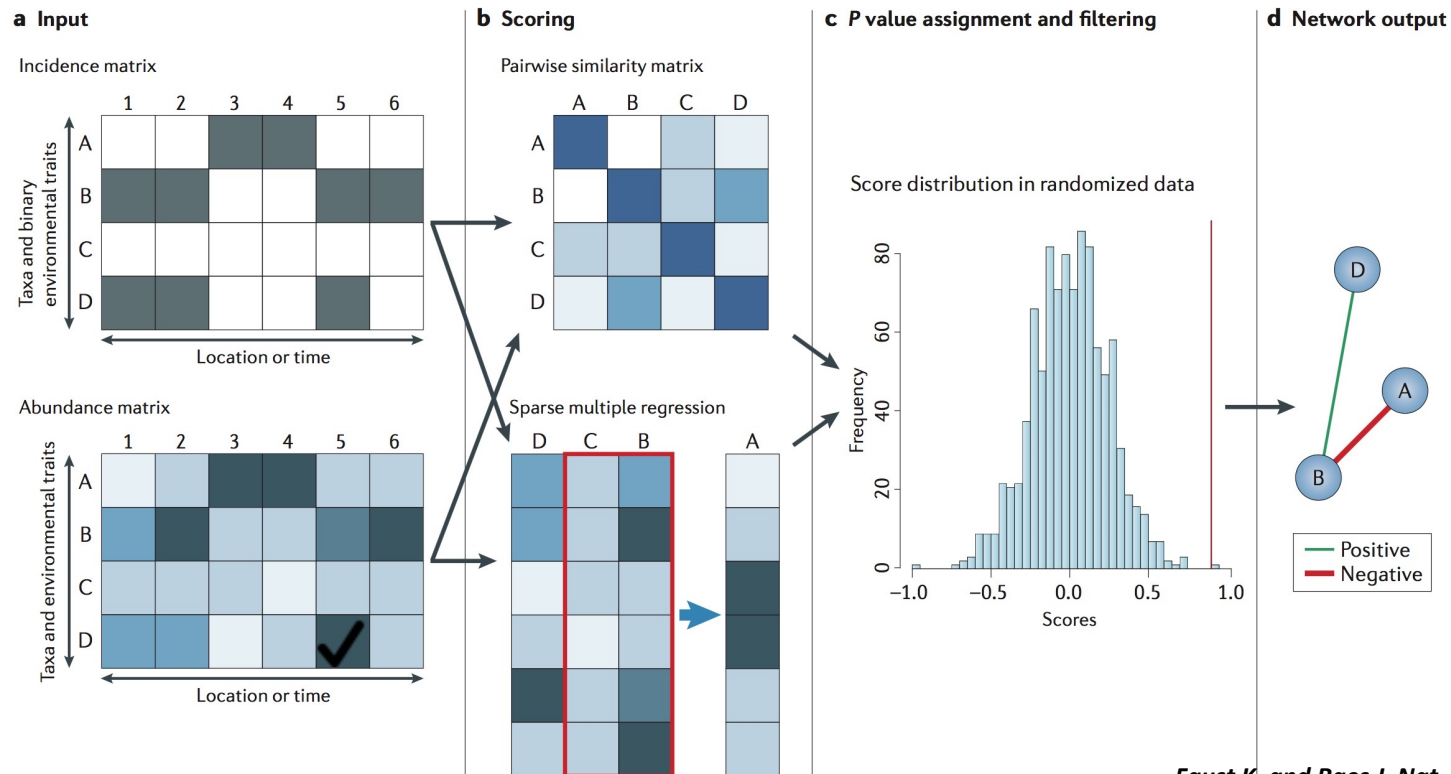 a Input
Incidence matrix
1 2 3 4 5 6
A
B
C
D
Taxa and binary
environmental traits
Location or time
Abundance matrix
1 2 3 4 5 6
A
B
C
D
Taxa and environmental traits
Location or time
b Scoring
Pairwise similarity matrix
A B C D
A
B
C
D
Sparse multiple regression
D C B A
c P value assignment and filtering
Score distribution in randomized data
Frequency
80
60
40
20
0
−1.0 −0.5 0.0 0.5 1.0
Scores
d Network output
D
A
B
Positive
Negative